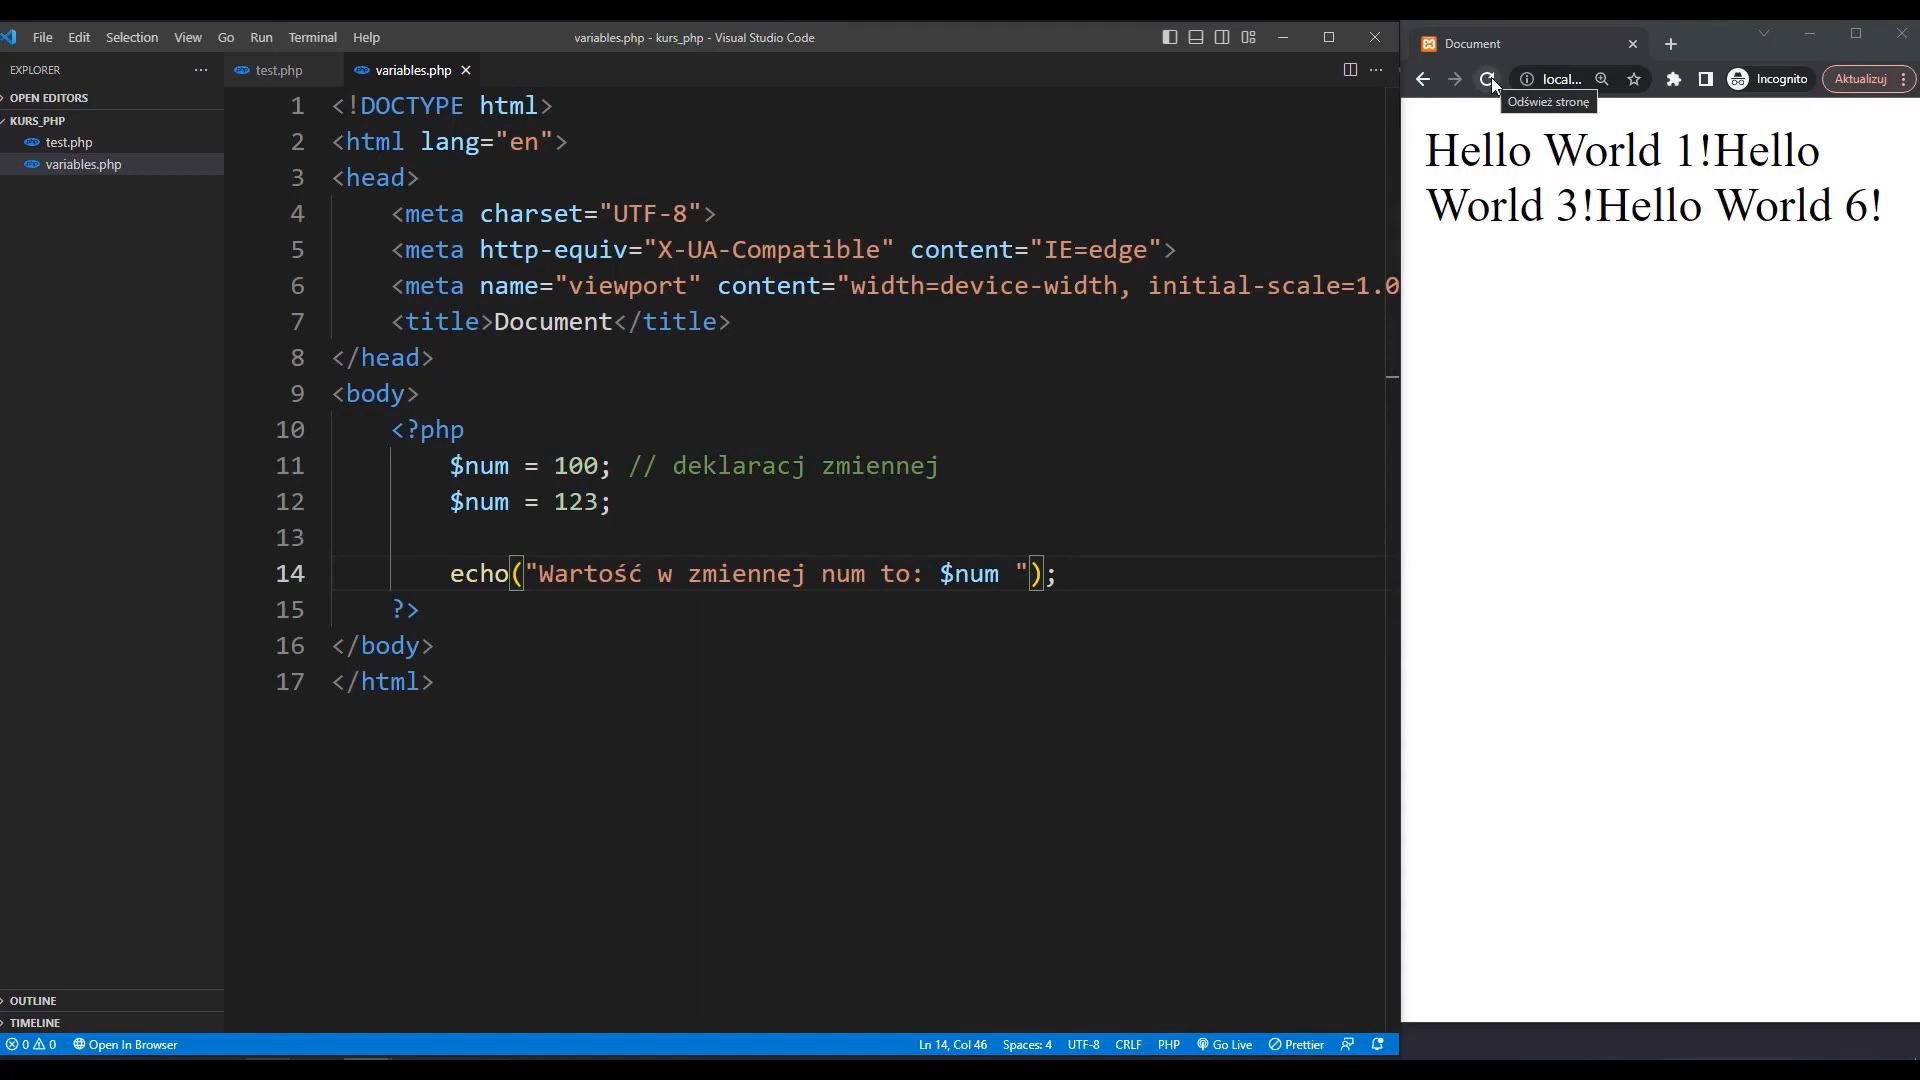 File Edit Selection View Go Run Terminal Help
variables.php - kurs_php - Visual Studio Code
EXPLORER
OPEN EDITORS
KURS_PHP
test.php
variables.php
OUTLINE
TIMELINE
test.php
variables.php
1 <!DOCTYPE html>
2 <html lang="en">
3 <head>
4 <meta charset="UTF-8">
5 <meta http-equiv="X-UA-Compatible" content="IE=edge">
6 <meta name="viewport" content="width=device-width, initial-scale=1.0
7 <title>Document</title>
8 </head>
9 <body>
10 <?php
11 $num = 100; // deklaracj zmiennej
12 $num = 123;
13
14 echo("Wartość w zmiennej num to: $num ");
15 ?>
16 </body>
17 </html>
0 0 Open In Browser
Ln 14, Col 46 Spaces: 4 UTF-8 CRLF PHP Go Live Prettier
Document
local... Incognito Aktualizuj
Odśwież stronę
Hello World 1!Hello
World 3!Hello World 6!